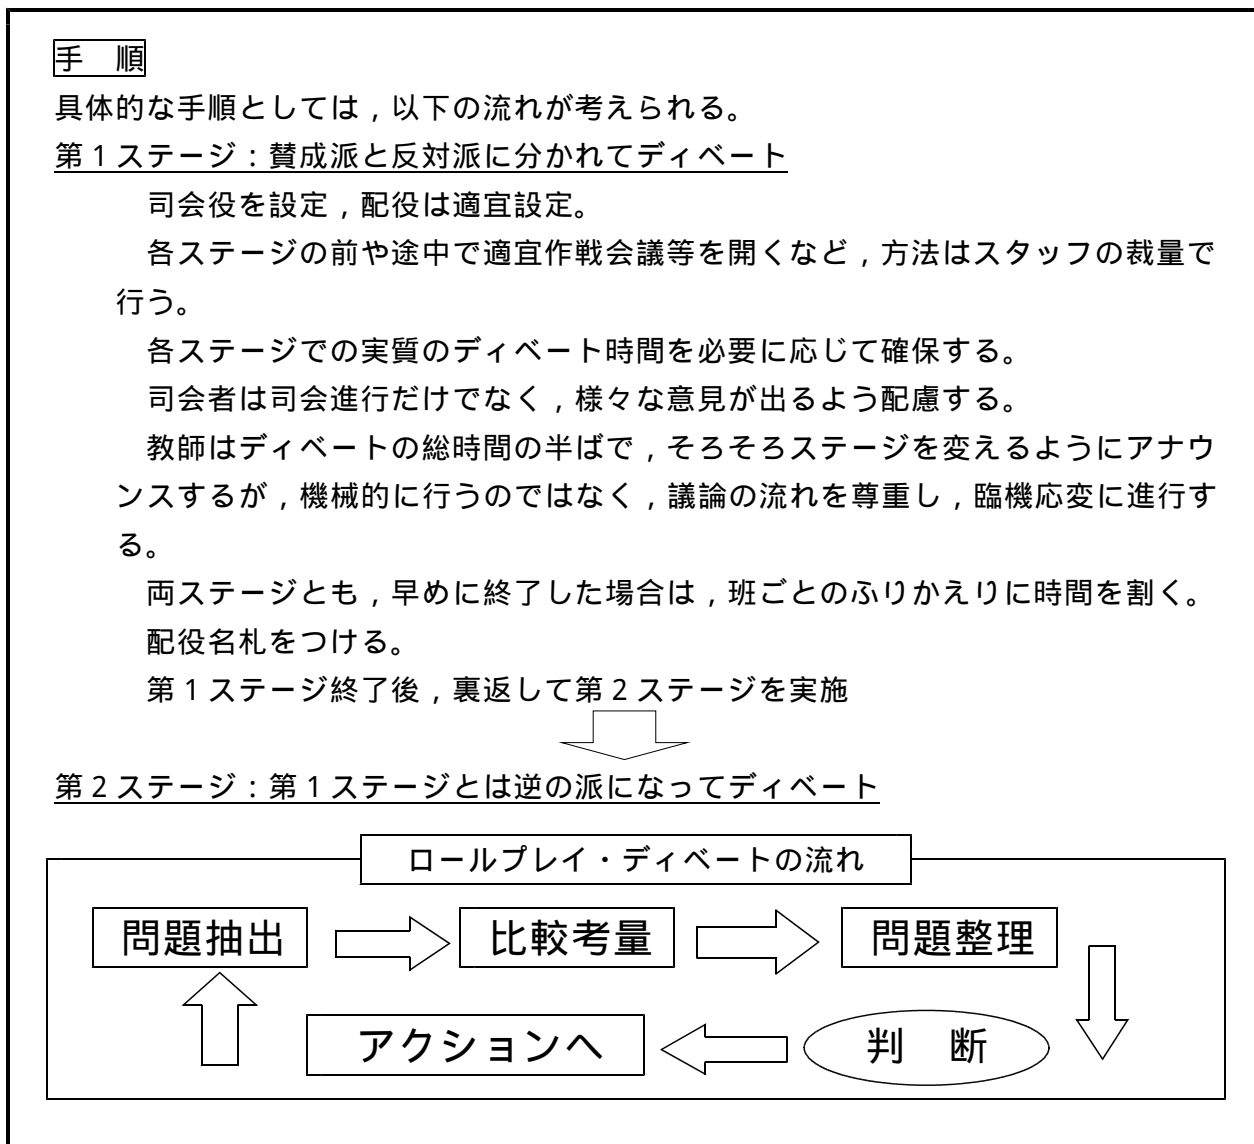 手　順
具体的な手順としては，以下の流れが考えられる。
第１ステージ：賛成派と反対派に分かれてディベート
司会役を設定，配役は適宜設定。
各ステージの前や途中で適宜作戦会議等を開くなど，方法はスタッフの裁量で
行う。
各ステージでの実質のディベート時間を必要に応じて確保する。
司会者は司会進行だけでなく，様々な意見が出るよう配慮する。
教師はディベートの総時間の半ばで，そろそろステージを変えるようにアナウ
ンスするが，機械的に行うのではなく，議論の流れを尊重し，臨機応変に進行す
る。
両ステージとも，早めに終了した場合は，班ごとのふりかえりに時間を割く。
配役名札をつける。
第１ステージ終了後，裏返して第２ステージを実施
第２ステージ：第１ステージとは逆の派になってディベート
ロールプレイ・ディベートの流れ
問題抽出
比較考量
問題整理
判　断
アクションへ